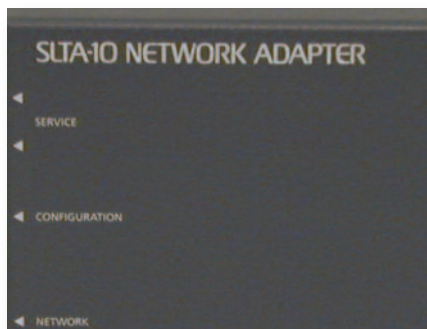 SLTA-10 NETWORK ADAPTER
SERVICE
CONFIGURATION
NETWORK